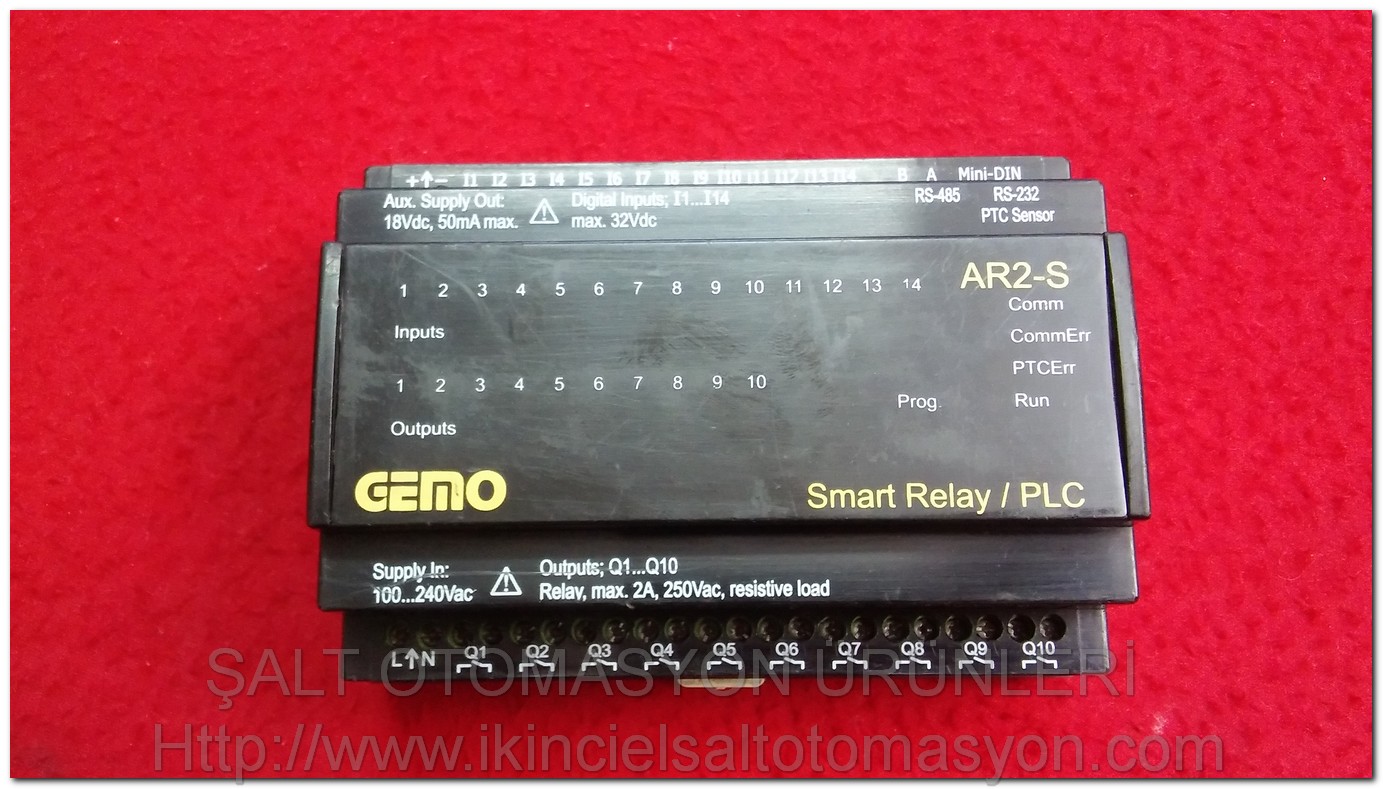 + - I1 I2 I3 I4 I5 I6 I7 I8 I9 I10 I11 I12 I13 I14 B A Mini-DIN
Aux. Supply Out: Digital Inputs; I1...I14 RS-485 RS-232
18Vdc, 50mA max. max. 32Vdc PTC Sensor
1 2 3 4 5 6 7 8 9 10 11 12 13 14 AR2-S
Comm
Inputs CommErr
PTCErr
1 2 3 4 5 6 7 8 9 10
Prog. Run
Outputs
GEMO Smart Relay / PLC
Supply In: Outputs; Q1...Q10
100...240Vac Relay, max. 2A, 250Vac, resistive load
L N Q1 Q2 Q3 Q4 Q5 Q6 Q7 Q8 Q9 Q10
ŞALT OTOMASYON ÜRÜNLERİ
Http://www.ikincielsaltotomasyon.com